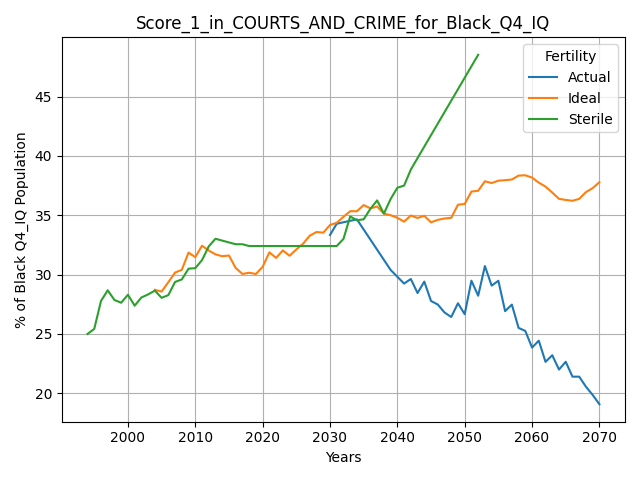 Score_1_in_COURTS_AND_CRIME_for_Black_Q4_IQ
Fertility
Actual
Ideal
Sterile
% of Black Q4_IQ Population
45
40
35
30
25
20
2000 2010 2020 2030 2040 2050 2060 2070
Years